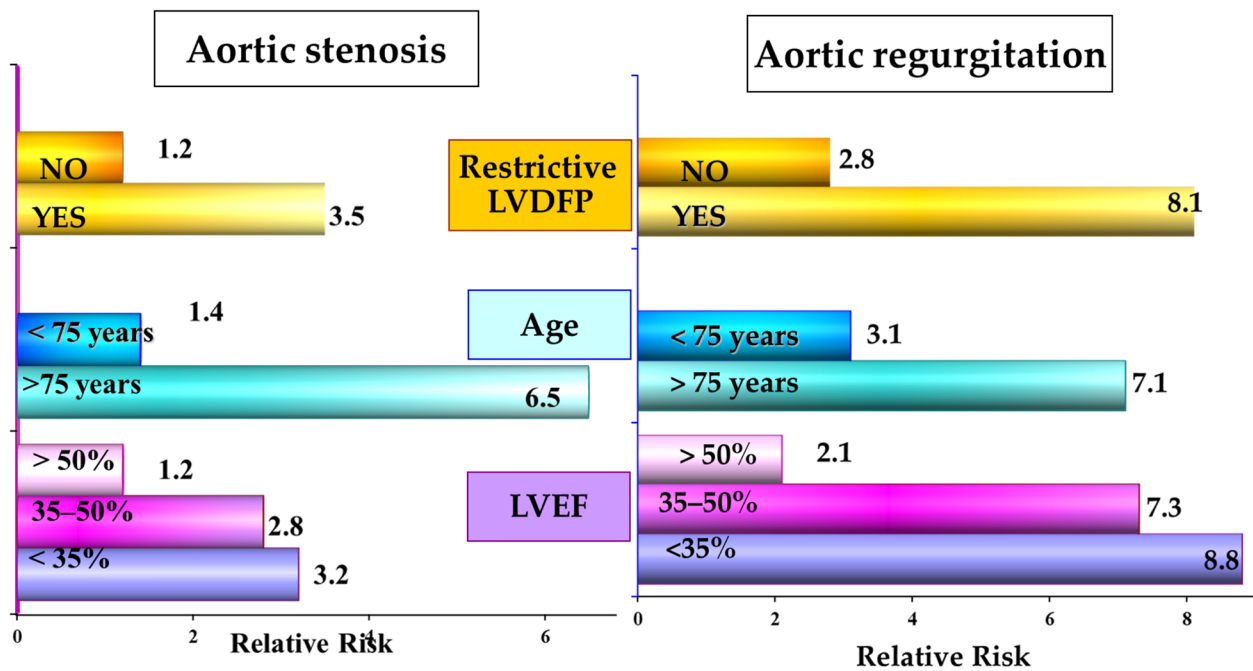 Aortic stenosis
Aortic regurgitation
NO
1.2
YES
3.5
Restrictive
LVDFP
NO
2.8
YES
8.1
< 75 years
1.4
>75 years
6.5
Age
< 75 years
3.1
> 75 years
7.1
> 50%
1.2
35–50%
2.8
< 35%
3.2
LVEF
> 50%
2.1
35–50%
7.3
<35%
8.8
0 2 4 6
Relative Risk
0 2 4 6 8
Relative Risk